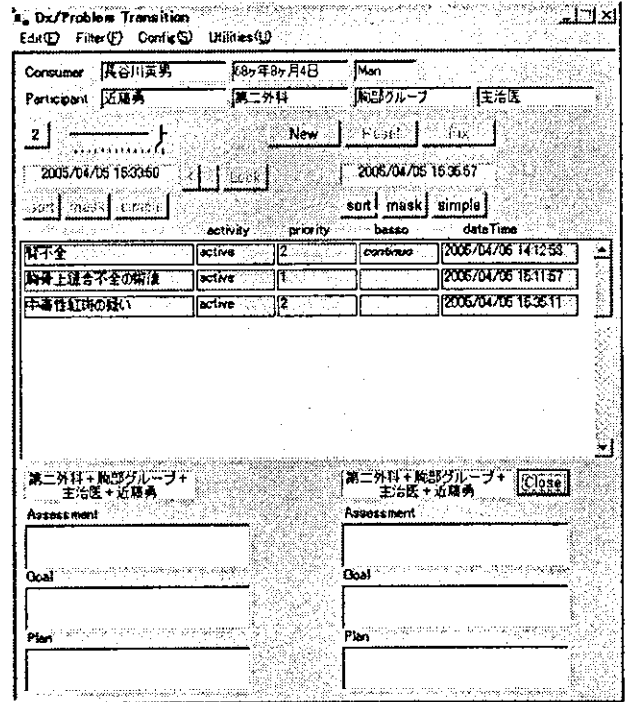 Dx/Problem Transition
Edit(E) Filter(F) Config(S) Utilities(U)
Consumer 長谷川英男 68ヶ年8ヶ月4日 Man
Participant 近藤勇 第二外科 胸部グループ 主治医
2 New Reset Fix
2005/04/05 15:33:50 < Lock 2005/04/05 15:35:57
sort mask simple sort mask simple
activity priority basso dateTime
腎不全 active 2 continuo 2005/04/05 14:12:53
胸骨上縫合不全の術後 active 1 2005/04/05 15:11:57
中毒性紅斑の疑い active 2 2005/04/05 15:35:11
第二外科+胸部グループ+ 第二外科+胸部グループ+ Close
主治医+近藤勇 主治医+近藤勇
Assessment Assessment
Goal Goal
Plan Plan